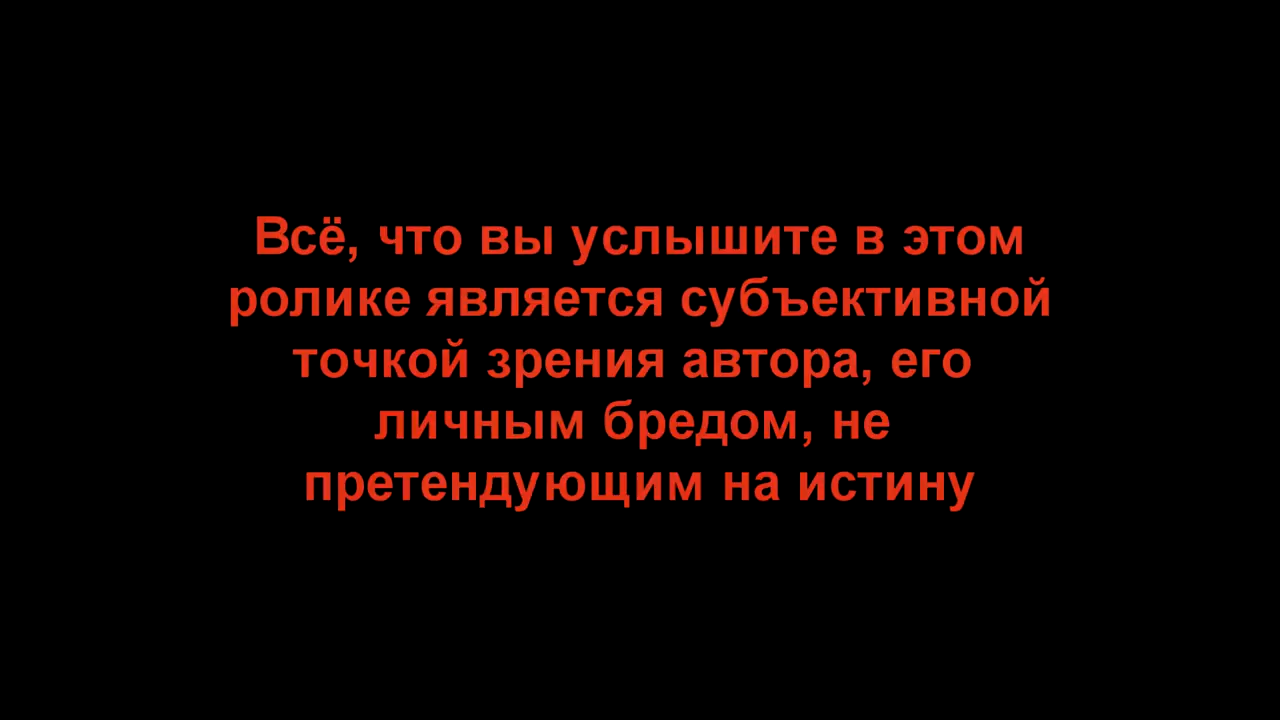 Всё, что вы услышите в этом
ролике является субъективной
точкой зрения автора, его
личным бредом, не
претендующим на истину